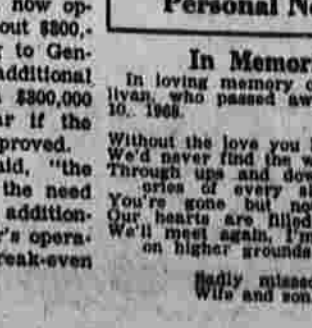 now op-
out $800,-
to Gen-
additional
$800,000
if the
proved.
aid, "the
the need
addition-
's opera-
reak-even
Personal N
In Memor
In loving memory
livan, who passed aw
10, 1968.
Without the love you
We'd never find the w
Through ups and dow
ories of every s
You're gone but no
Our hearts are filled
We'll meet again, I'm
on higher grounds
Sadly missed
Wife and son